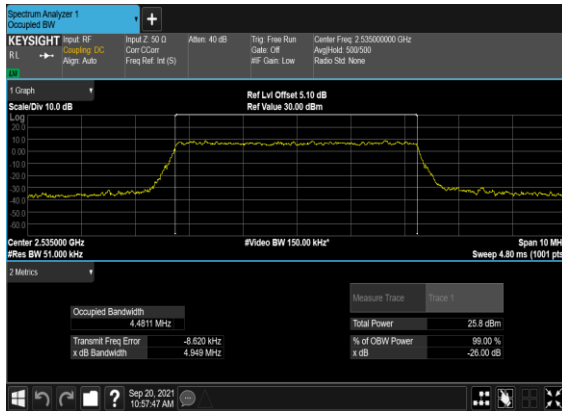 Spectrum Analyzer 1
Occupied BW
+
KEYSIGHT
RL
Input: RF
Coupling: DC
Align: Auto
Input Z: 50 Ω
Corr CCorr
Freq Ref: Int (S)
Atten: 40 dB
Trig: Free Run
Gate: Off
#IF Gain: Low
Center Freq: 2.535000000 GHz
Avg|Hold: 500/500
Radio Std: None
1 Graph
Scale/Div 10.0 dB
Ref Lvl Offset 5.10 dB
Ref Value 30.00 dBm
Log
20.0
10.0
0.00
-10.0
-20.0
-30.0
-40.0
-50.0
-60.0
Center 2.535000 GHz
#Video BW 150.00 kHz*
Span 10 MH
#Res BW 51.000 kHz
Sweep 4.80 ms (1001 pts
2 Metrics
Measure Trace
Trace 1
Occupied Bandwidth
4.4811 MHz
Total Power
25.8 dBm
Transmit Freq Error
-8.620 kHz
% of OBW Power
99.00 %
x dB Bandwidth
4.949 MHz
x dB
-26.00 dB
?
Sep 20, 2021
10:57:47 AM